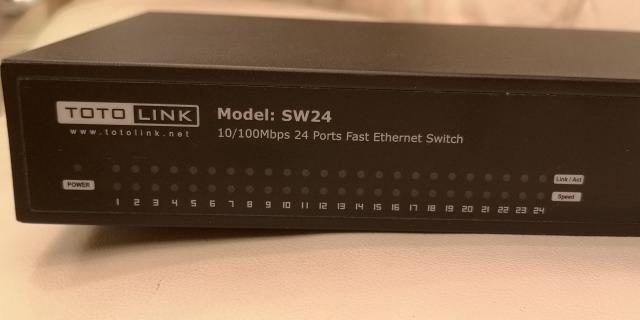 TOTO LINK
www.totolink.net
Model: SW24
10/100Mbps 24 Ports Fast Ethernet Switch
Link / Act
POWER
Speed
1 2 3 4 5 6 7 8 9 10 11 12 13 14 15 16 17 18 19 20 21 22 23 24